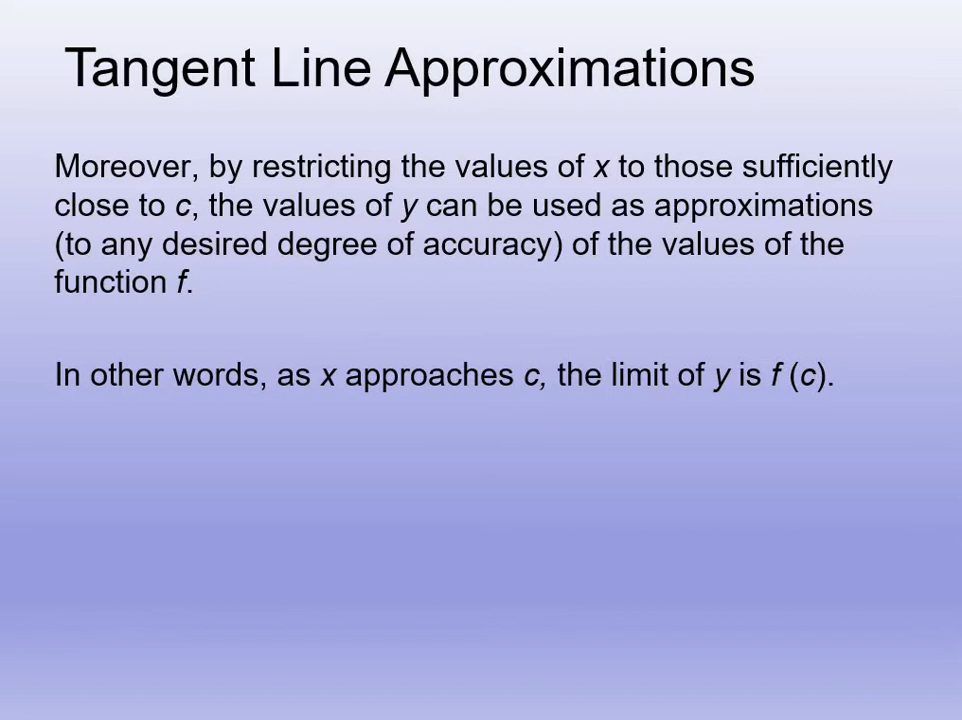 Tangent Line Approximations
Moreover, by restricting the values of x to those sufficiently
close to c, the values of y can be used as approximations
(to any desired degree of accuracy) of the values of the
function f.
In other words, as x approaches c, the limit of y is f (c).